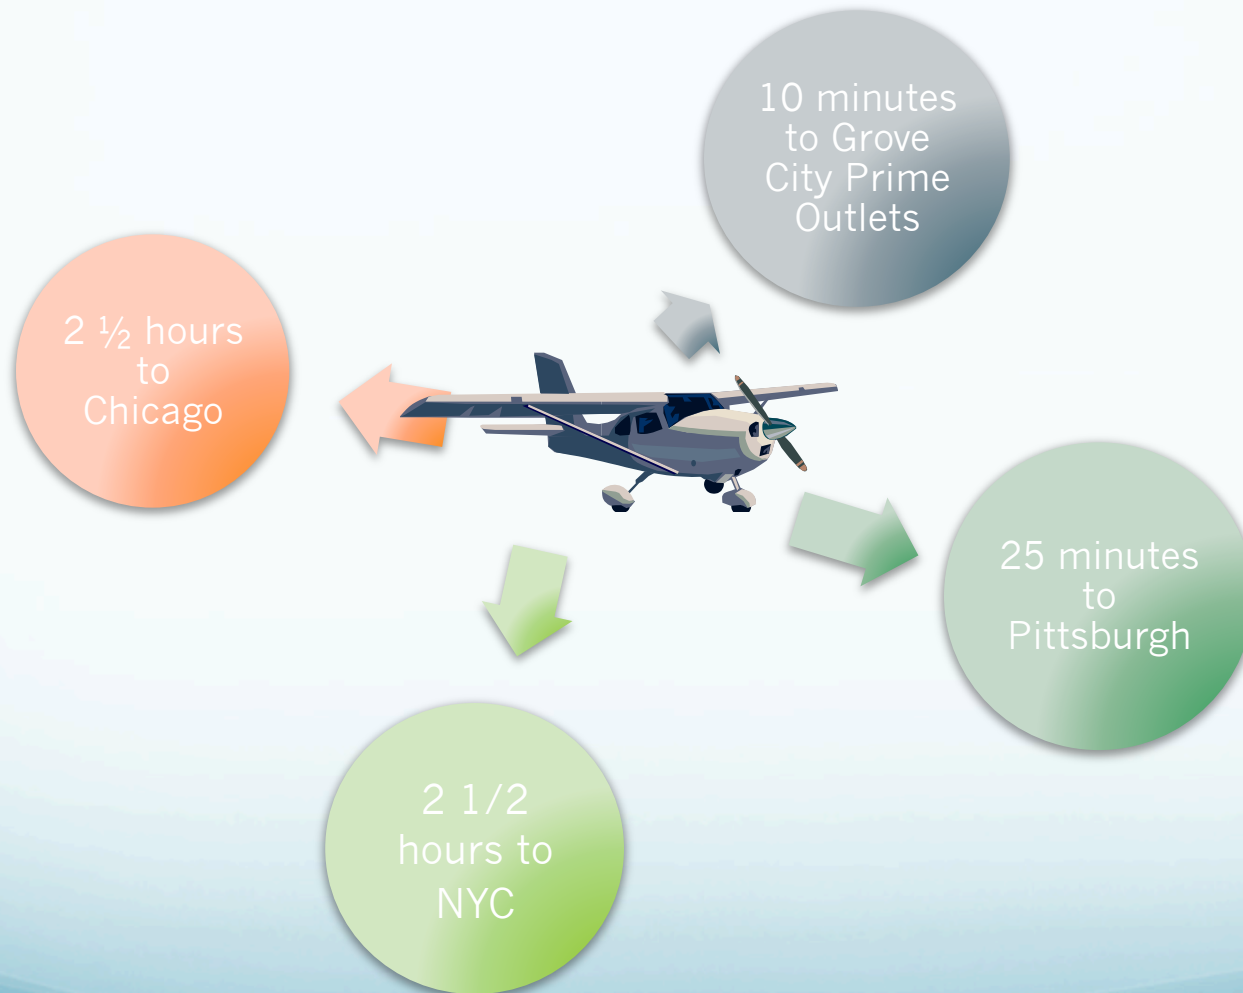 10 minutes
to Grove
City Prime
Outlets
2 ½ hours
to
Chicago
25 minutes
to
Pittsburgh
2 1/2
hours to
NYC